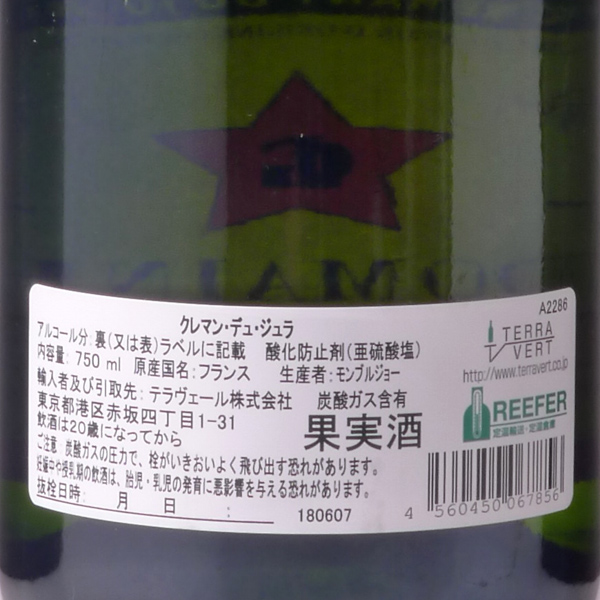 クレマン・デュ・ジュラ
アルコール分:裏(又は表)ラベルに記載 酸化防止剤(亜硫酸塩)
内容量:750 ml 原産国名:フランス 生産者:モンブルジョー
輸入者及び引取先:テラヴェール株式会社 炭酸ガス含有
東京都港区赤坂四丁目1-31
飲酒は20歳になってから
果実酒
ご注意:炭酸ガスの圧力で、栓がいきおいよく飛び出す恐れがあります。
妊娠中や授乳期の飲酒は、胎児・乳児の発育に悪影響を与える恐れがあります。
抜栓日時: 月 日 :
180607
A2286
TERRA
VERT
http://www.terravert.co.jp
REEFER
定温輸送・定温倉庫
4 560450 067856